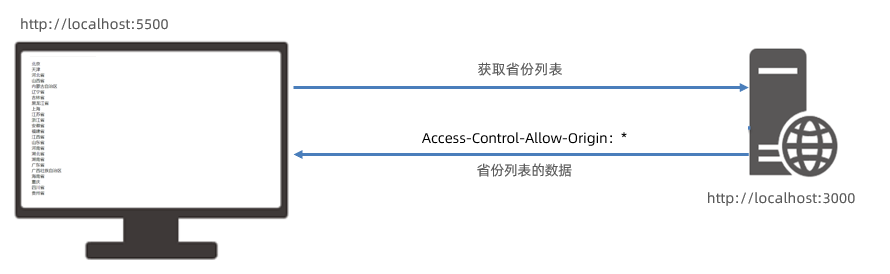 http://localhost:5500
北京
天津
河北省
山西省
内蒙古自治区
辽宁省
吉林省
黑龙江省
上海
江苏省
浙江省
安徽省
福建省
江西省
山东省
河南省
湖北省
湖南省
广东省
广西壮族自治区
海南省
重庆
四川省
贵州省
获取省份列表
Access-Control-Allow-Origin: *
省份列表的数据
http://localhost:3000